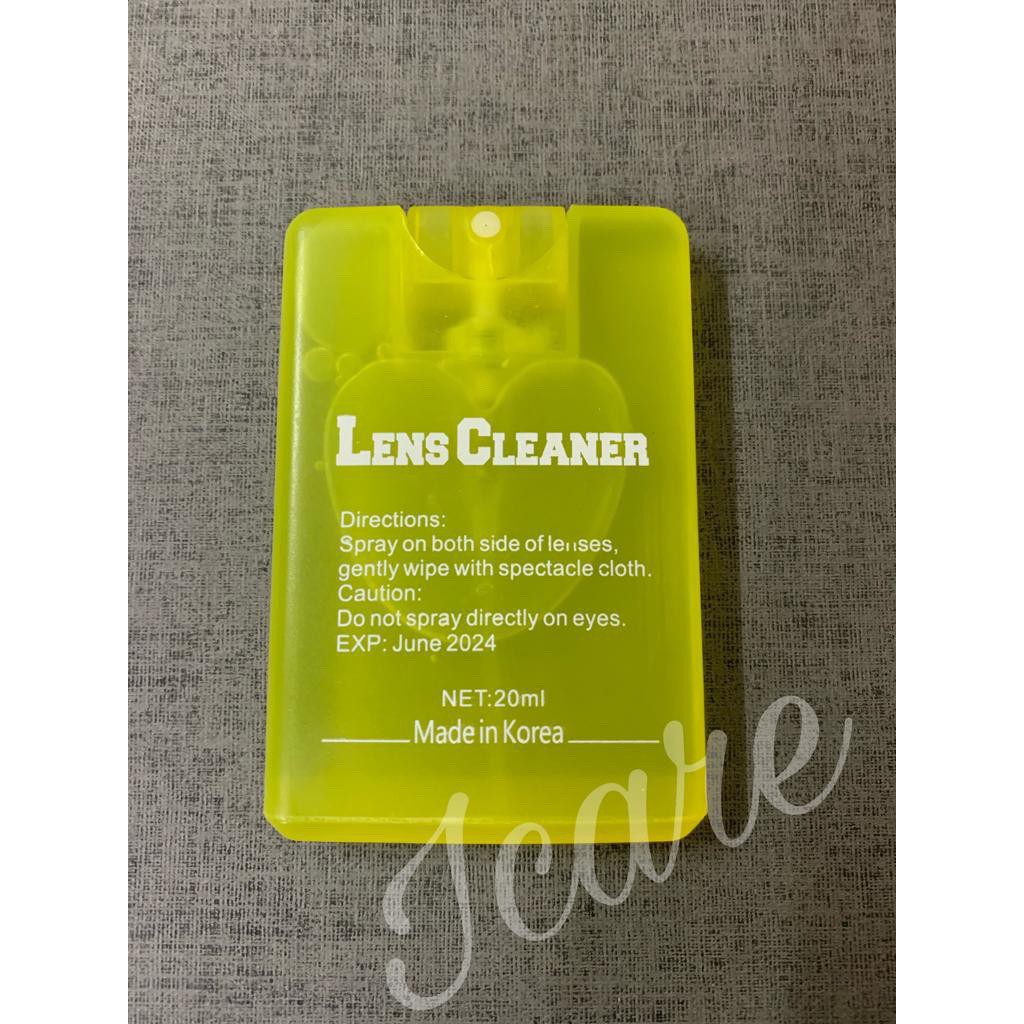 LENS CLEANER
Directions:
Spray on both side of lenses,
gently wipe with spectacle cloth.
Caution:
Do not spray directly on eyes.
EXP: June 2024
NET:20ml
Made in Korea
Jcare